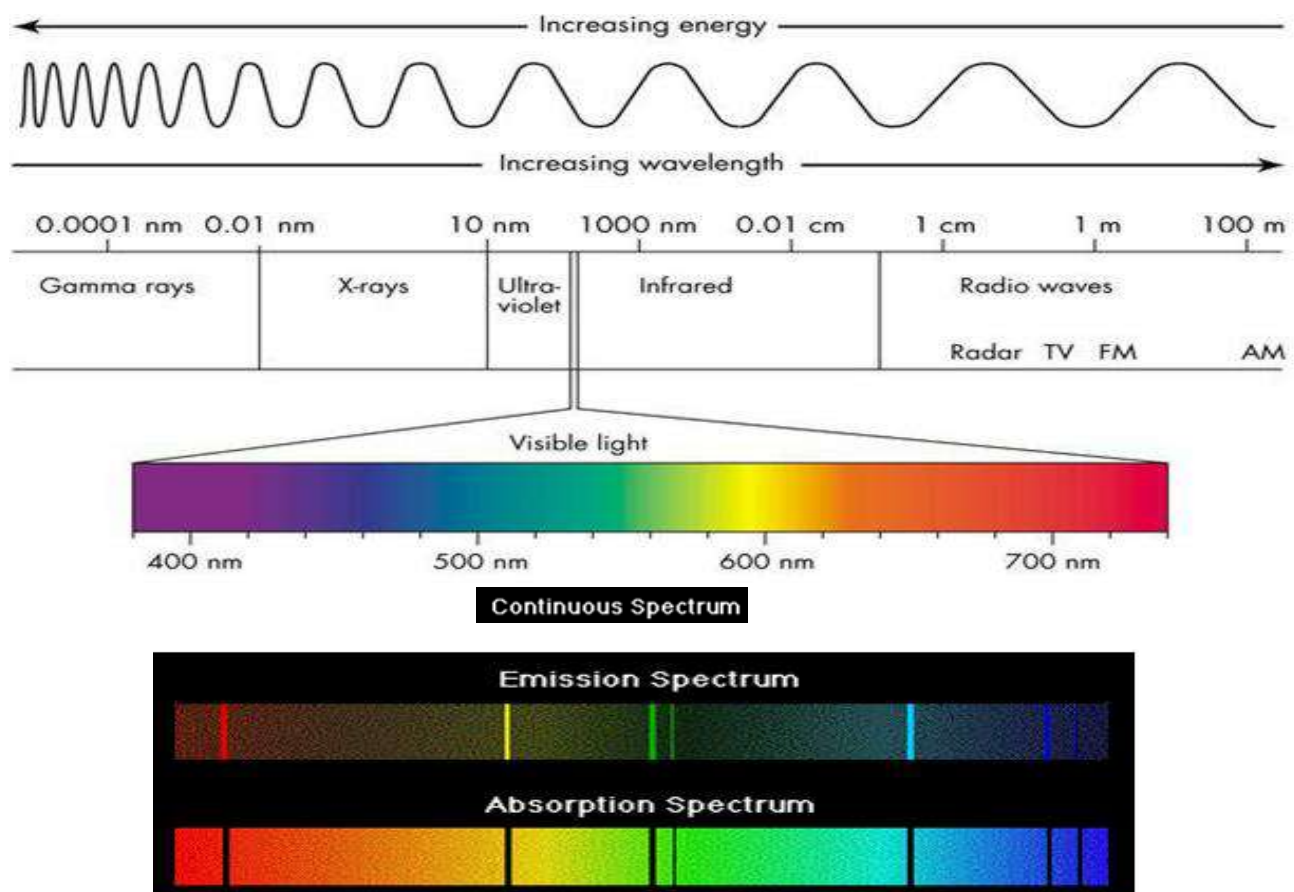 Increasing energy
Increasing wavelength
0.0001 nm 0.01 nm 10 nm 1000 nm 0.01 cm 1 cm 1 m 100 m
Gamma rays X-rays Ultra- Infrared Radio waves
violet
Radar TV FM AM
Visible light
400 nm 500 nm 600 nm 700 nm
Continuous Spectrum
Emission Spectrum
Absorption Spectrum